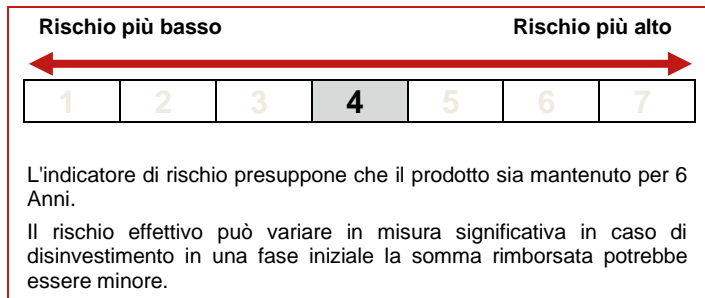 Rischio più basso Rischio più alto
1 2 3 4 5 6 7
L'indicatore di rischio presuppone che il prodotto sia mantenuto per 6
Anni.
Il rischio effettivo può variare in misura significativa in caso di
disinvestimento in una fase iniziale la somma rimborsata potrebbe
essere minore.